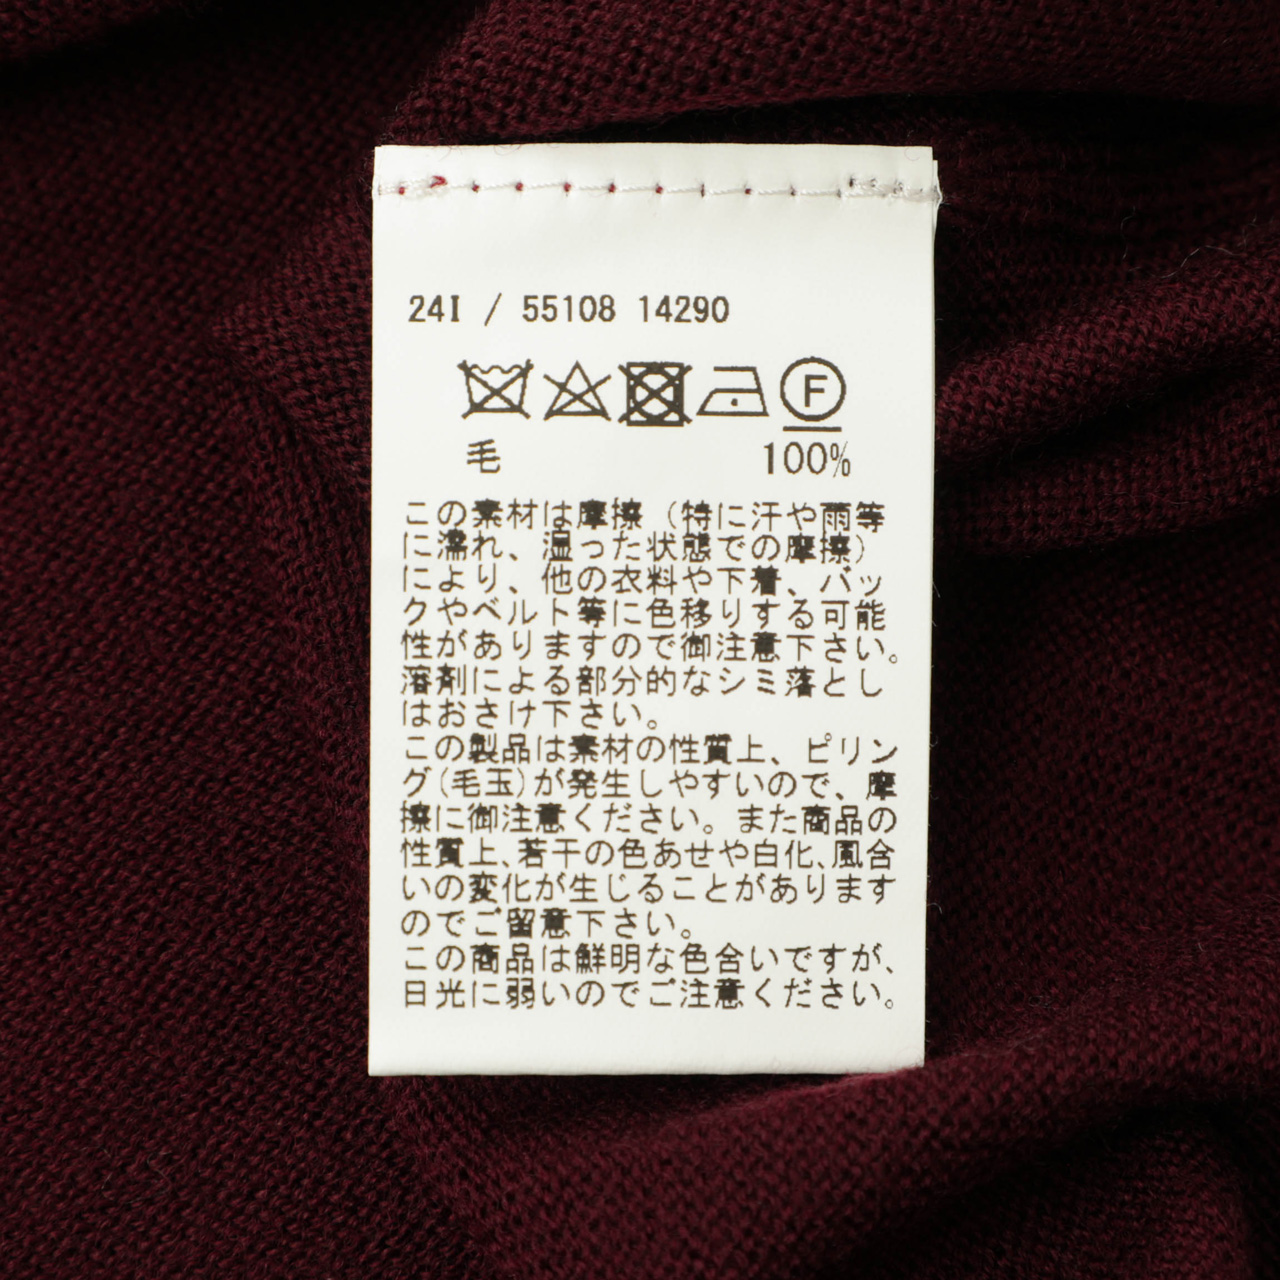 24I / 55108 14290
F
毛 100%
この素材は摩擦（特に汗や雨等
に濡れ、湿った状態での摩擦）
により、他の衣料や下着、バッ
クやベルト等に色移りする可能
性がありますので御注意下さい。
溶剤による部分的なシミ落とし
はおさけ下さい。
この製品は素材の性質上、ピリン
グ(毛玉)が発生しやすいので、摩
擦に御注意ください。また商品の
性質上､若干の色あせや白化､風合
いの変化が生じることがあります
のでご留意下さい。
この商品は鮮明な色合いですが、
日光に弱いのでご注意ください。